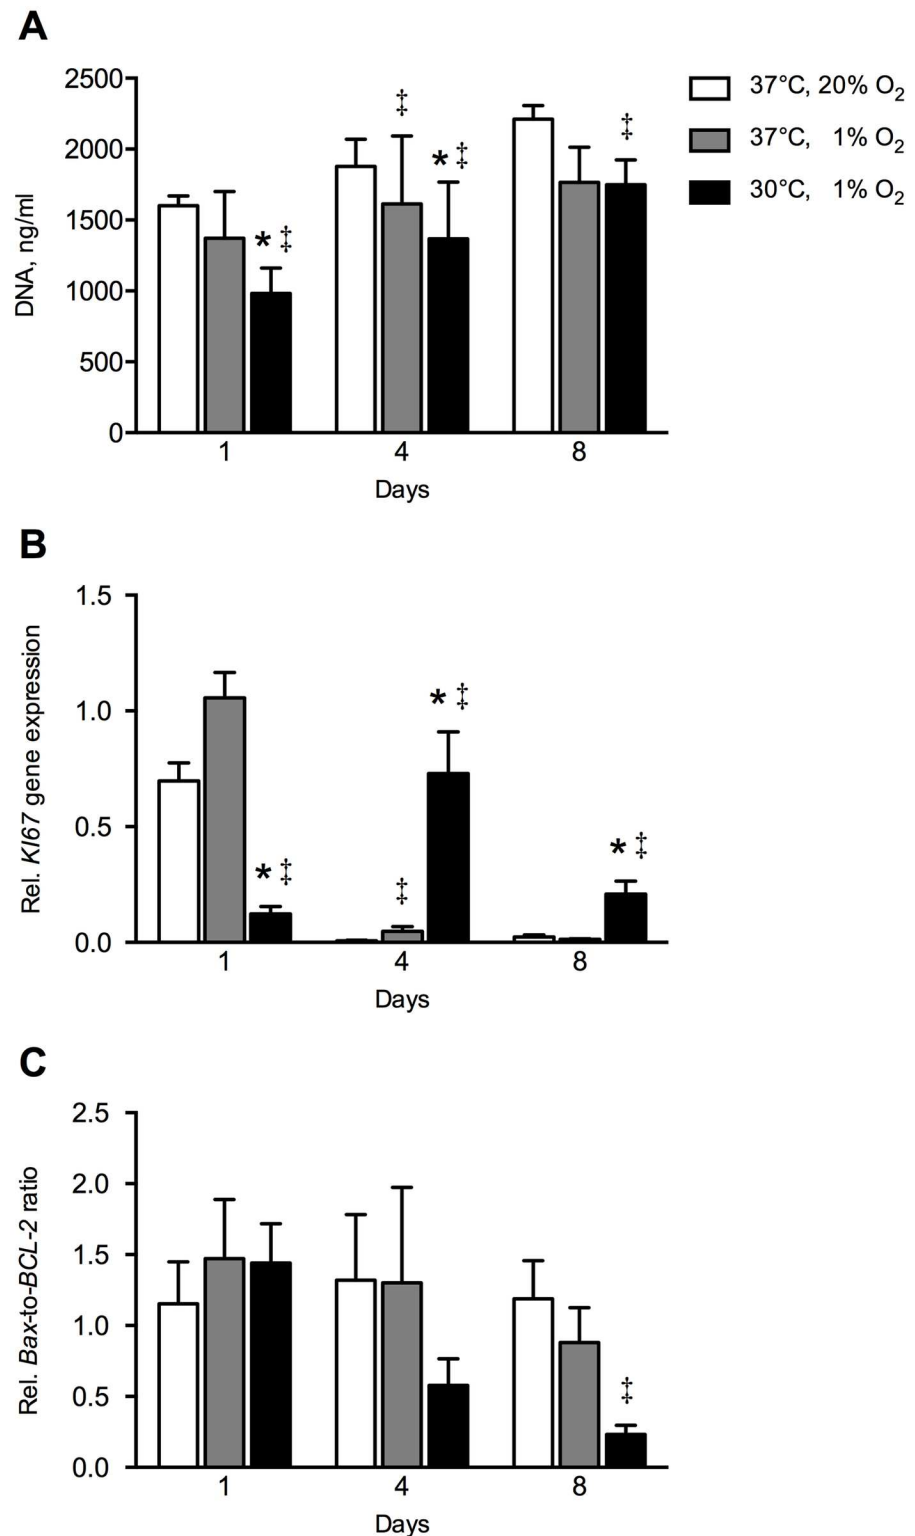 A
2500
2000
1500
1000
500
0
DNA, ng/ml
‡
* ‡
* ‡
‡
1 4 8
Days
37°C, 20% O₂
37°C, 1% O₂
30°C, 1% O₂
B
1.5
1.0
0.5
0.0
Rel. KI67 gene expression
* ‡
‡
* ‡
* ‡
1 4 8
Days
C
2.5
2.0
1.5
1.0
0.5
0.0
Rel. Bax-to-BCL-2 ratio
‡
1 4 8
Days